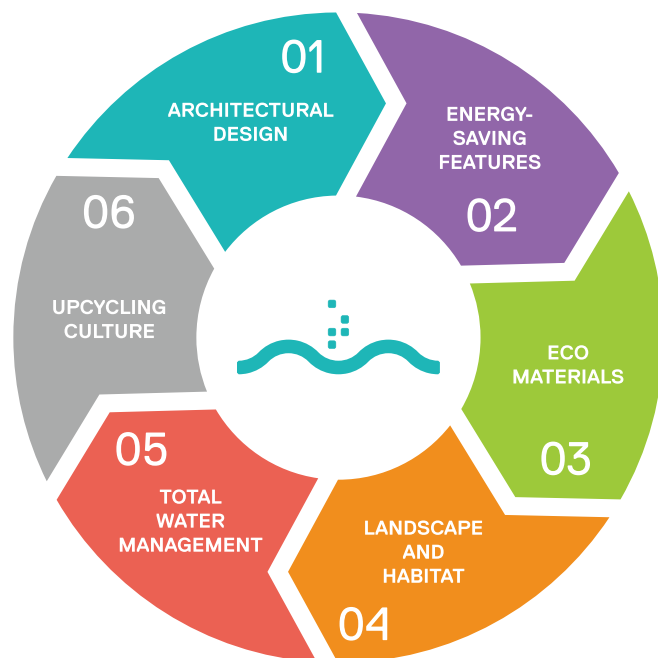 01
ARCHITECTURAL
DESIGN
ENERGY-
SAVING
FEATURES
02
ECO
MATERIALS
03
LANDSCAPE
AND
HABITAT
04
05
TOTAL
WATER
MANAGEMENT
06
UPCYCLING
CULTURE